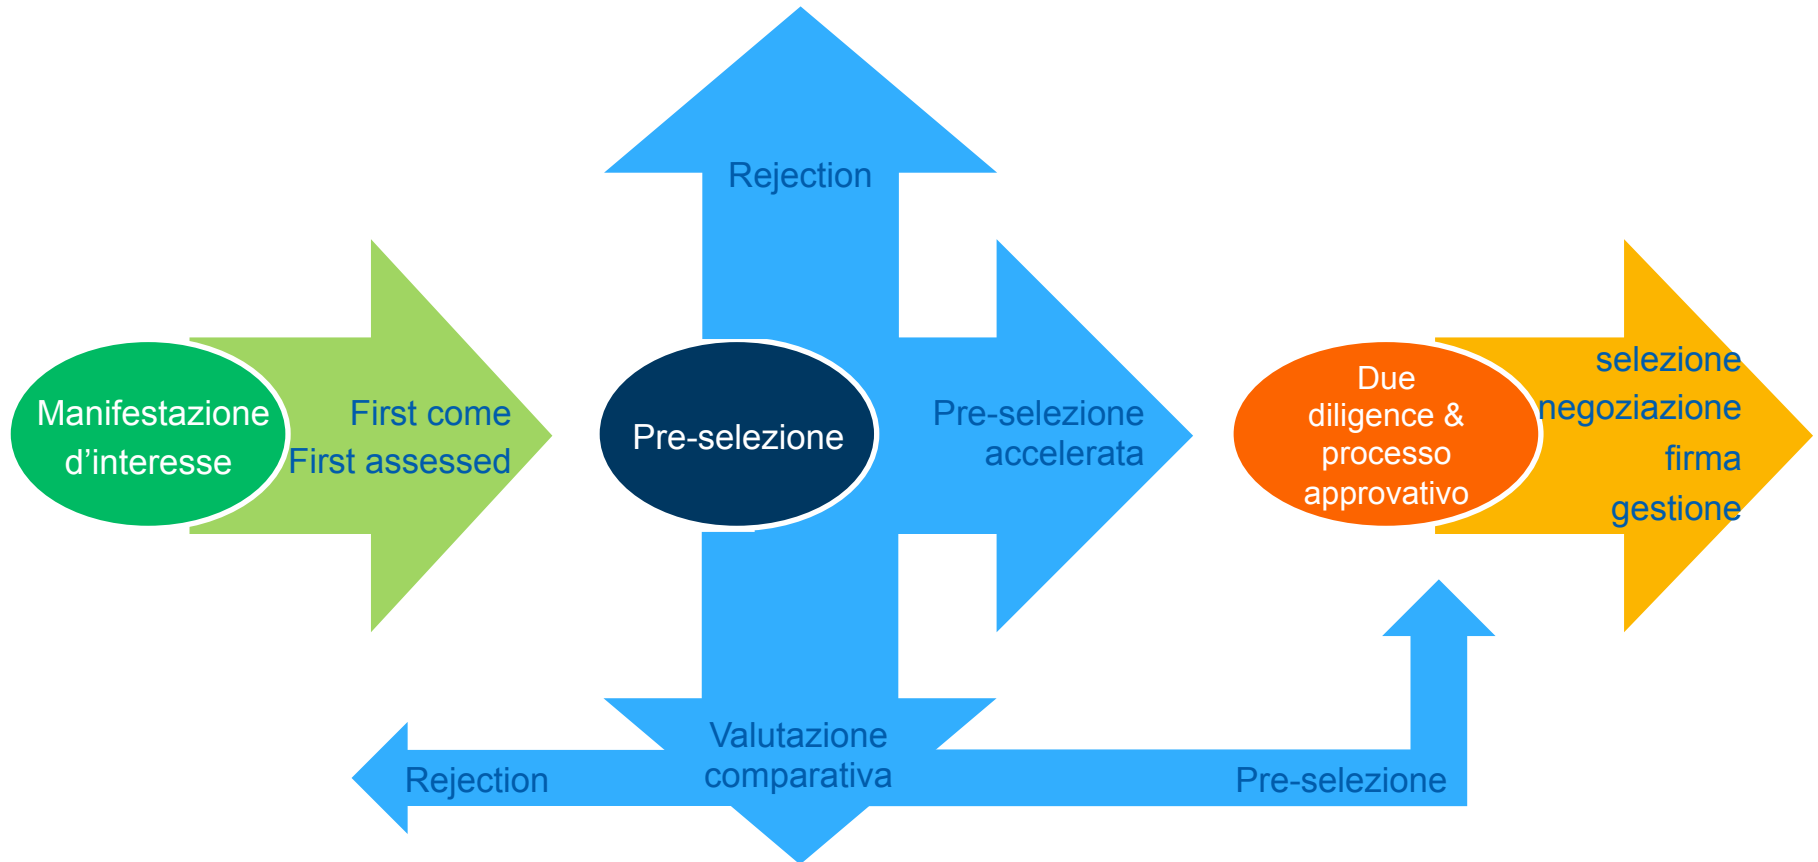 Rejection
Manifestazione
d’interesse
First come
First assessed
Pre-selezione
Pre-selezione
accelerata
Due
diligence &
processo
approvativo
selezione
negoziazione
firma
gestione
Valutazione
comparativa
Rejection
Pre-selezione